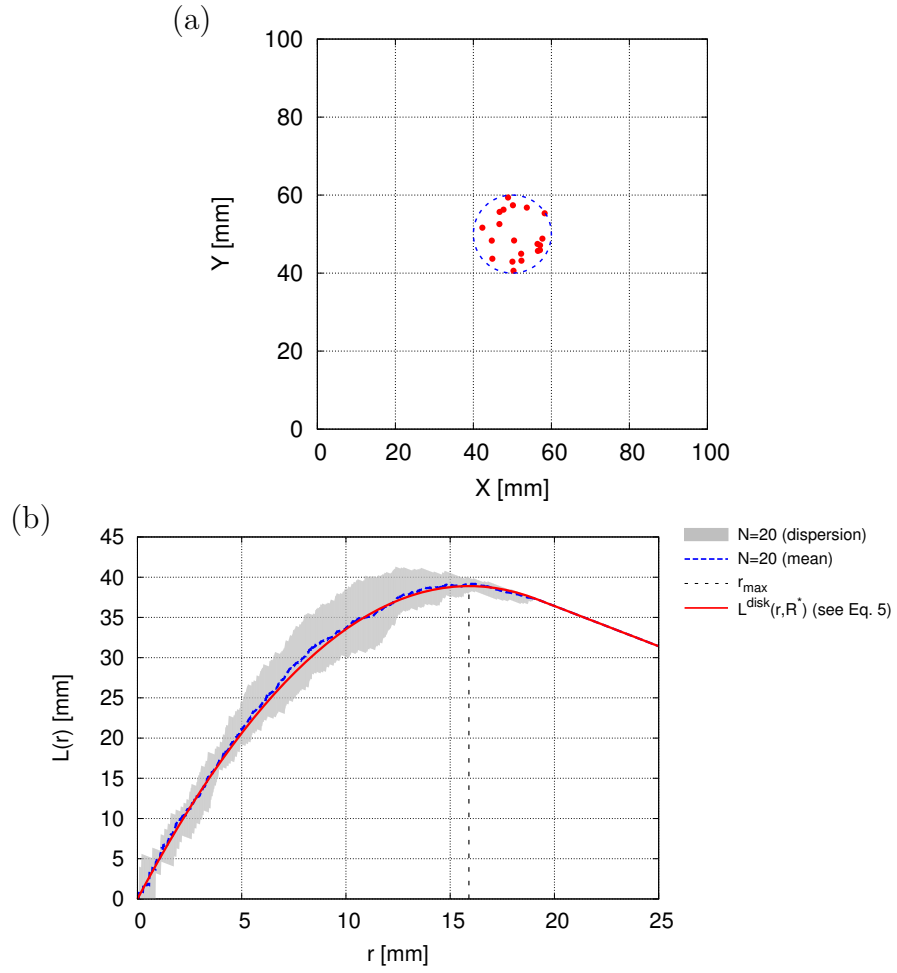 (a)
100
80
60
40
20
0
Y [mm]
0 20 40 60 80 100
X [mm]
(b)
45
40
35
30
25
20
15
10
5
0
L(r) [mm]
0 5 10 15 20 25
r [mm]
N=20 (dispersion)
N=20 (mean)
r_max
L^disk(r,R^*) (see Eq. 5)